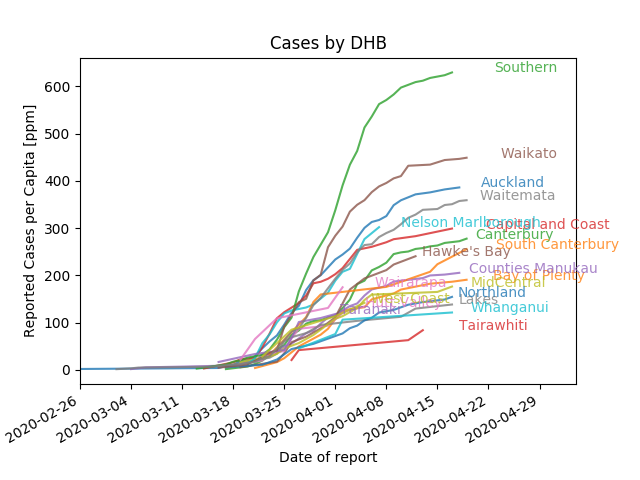 Cases by DHB
Reported Cases per Capita [ppm]
600
500
400
300
200
100
0
Southern
Waikato
Auckland
Waitemata
Nelson Marlborough
Capital and Coast
Canterbury
South Canterbury
Hawke's Bay
Counties Manukau
Bay of Plenty
Wairarapa
MidCentral
Northland
West Coast
Lakes
Taranaki
Whanganui
Tairawhiti
2020-02-26
2020-03-04
2020-03-11
2020-03-18
2020-03-25
2020-04-01
2020-04-08
2020-04-15
2020-04-22
2020-04-29
Date of report